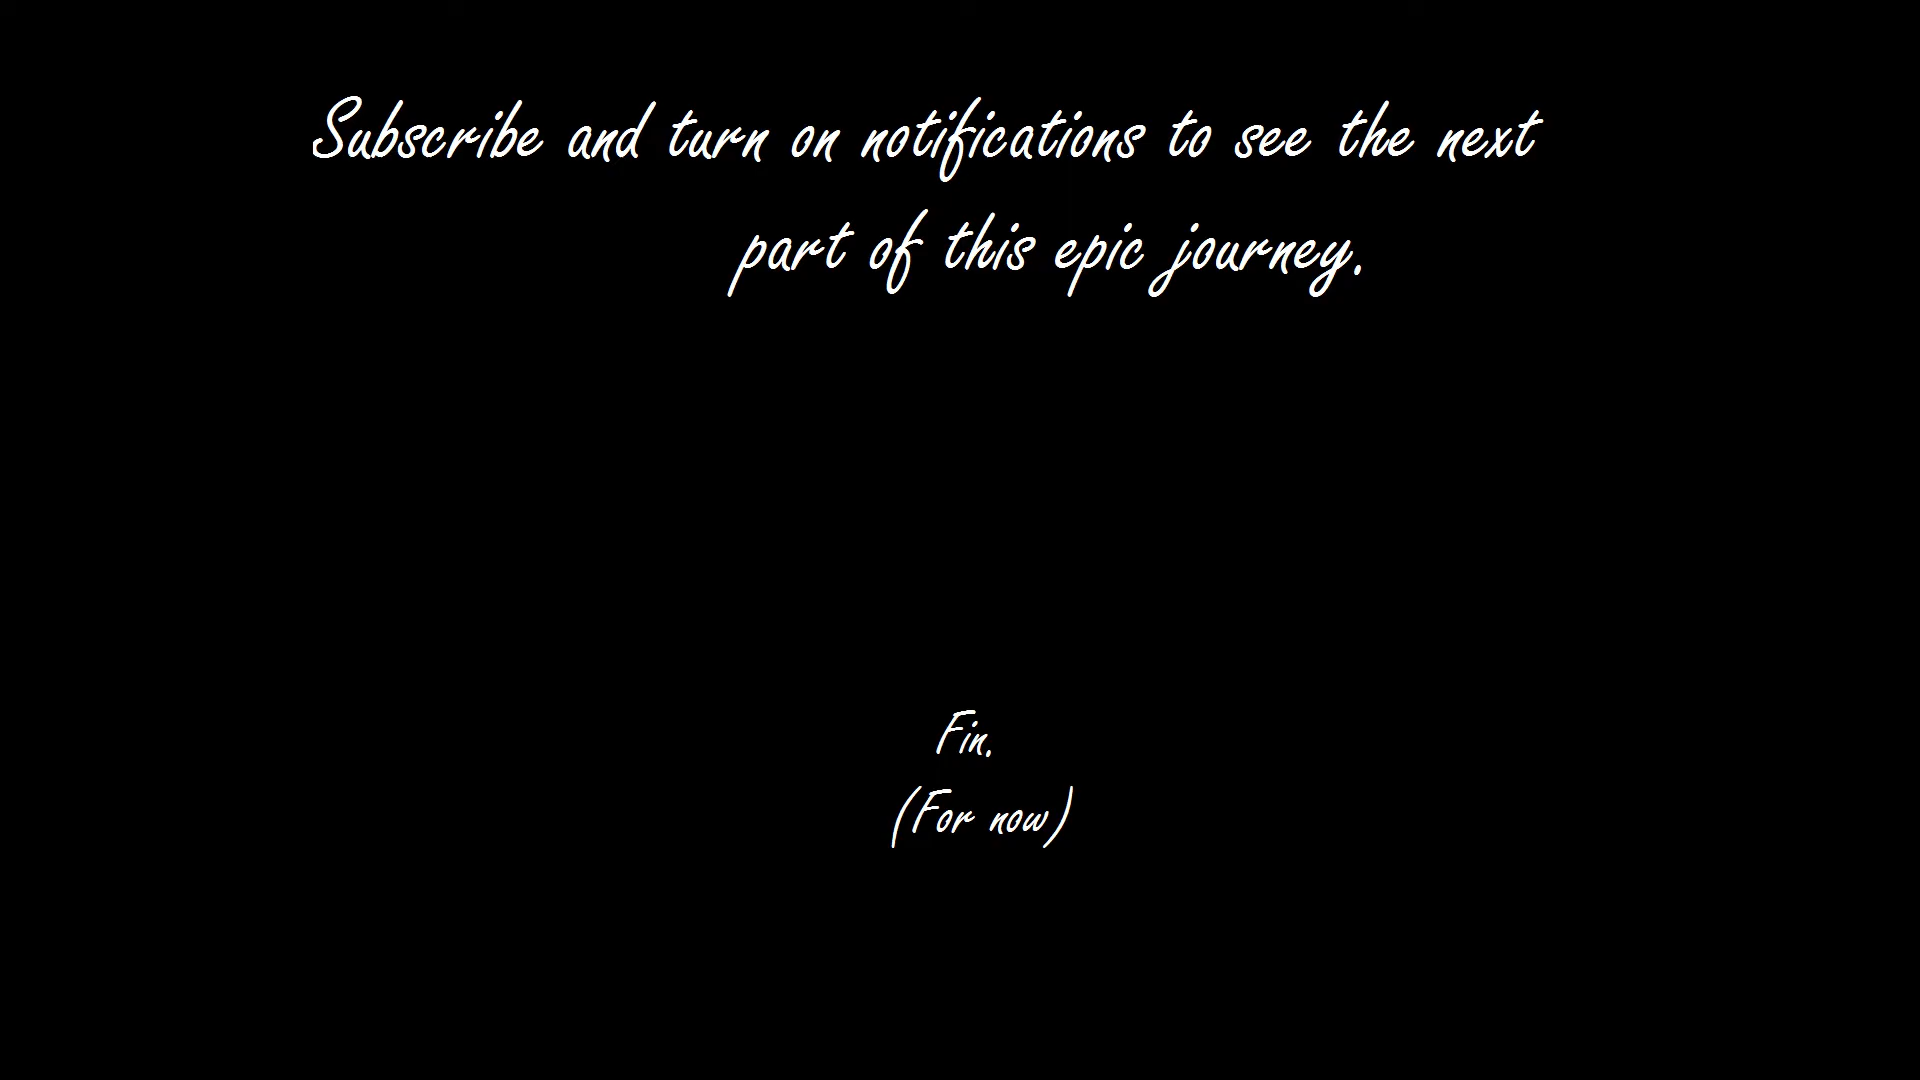 Subscribe and turn on notifications to see the next
part of this epic journey.
Fin.
(For now)